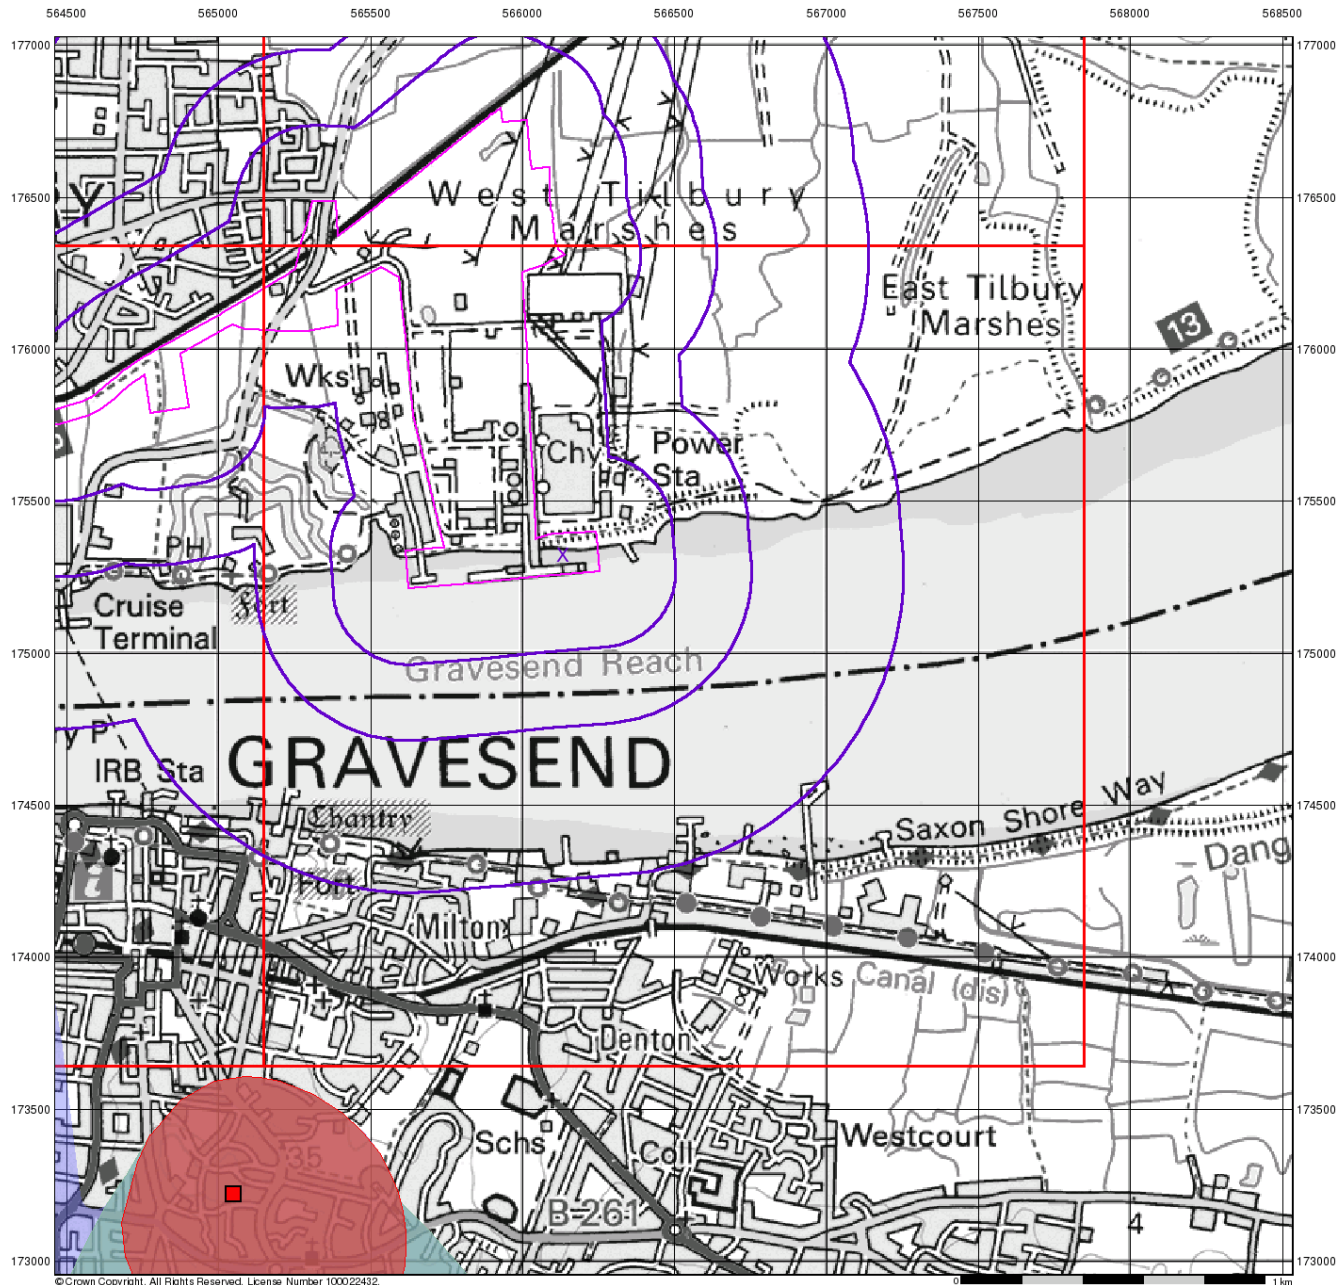 564500 565000 565500 566000 566500 567000 567500 568000 568500
177000 177000
176500 176500
Y
West Tilbury
Marshes
East Tilbury
Marshes
13
176000 176000
Wks
Chys
Power
Sta
175500 175500
PH
X
Cruise
Terminal
Fort
175000 175000
Gravesend Reach
y P
GRAVESEND
IRB Sta
174500 174500
Chantry
Fort
Saxon Shore Way
Dang
i
Milton
174000 174000
Works
Canal (dis)
Denton
173500 173500
Schs
Coll
Westcourt
35
B 261
4
173000 173000
© Crown Copyright. All Rights Reserved. License Number 100022432.
0 1 km